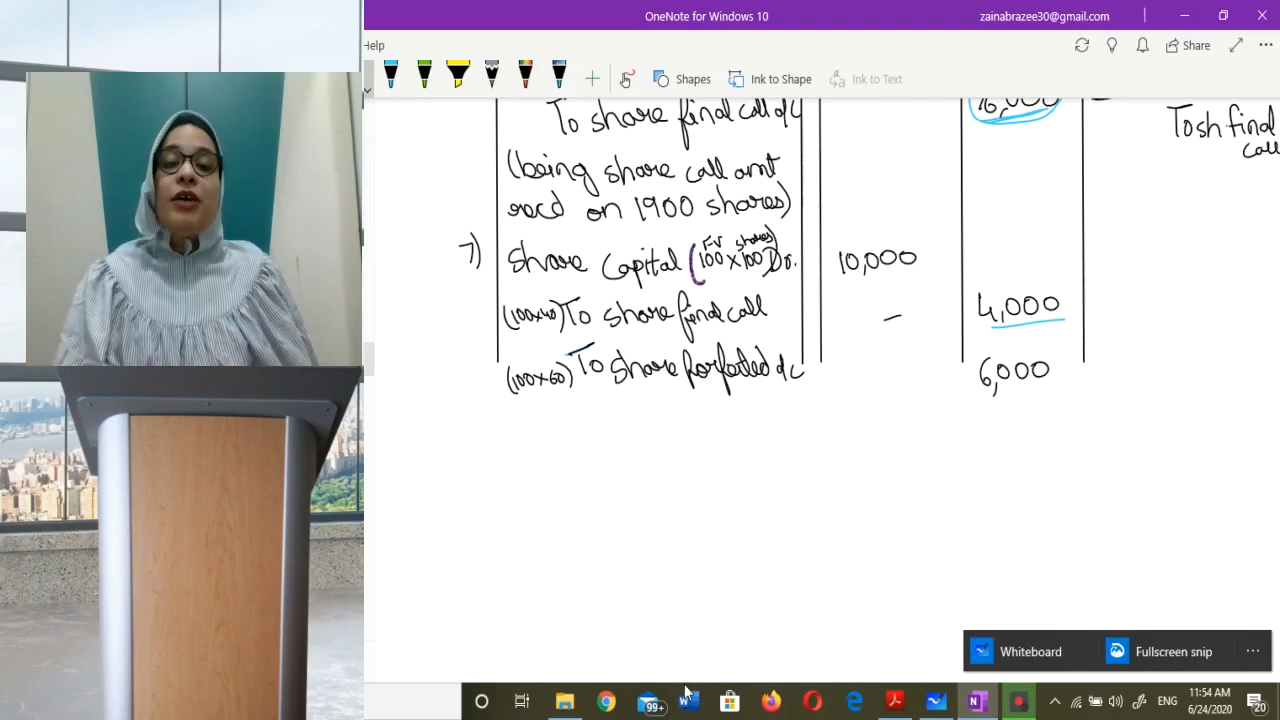 OneNote for Windows 10
zainabrazee30@gmail.com
Help
Share
Shapes
Ink to Shape
Ink to Text
To share final call a/c
16,000
To sh final
call
(being share call amt
recd on 1900 shares)
7) Share Capital (100 x 100) Dr. 10,000
FV shares
(100x40) To share final call – 4,000
(100x60) To share forfeited a/c 6,000
Whiteboard
Fullscreen snip
99+
ENG
11:54 AM
6/24/2020
20